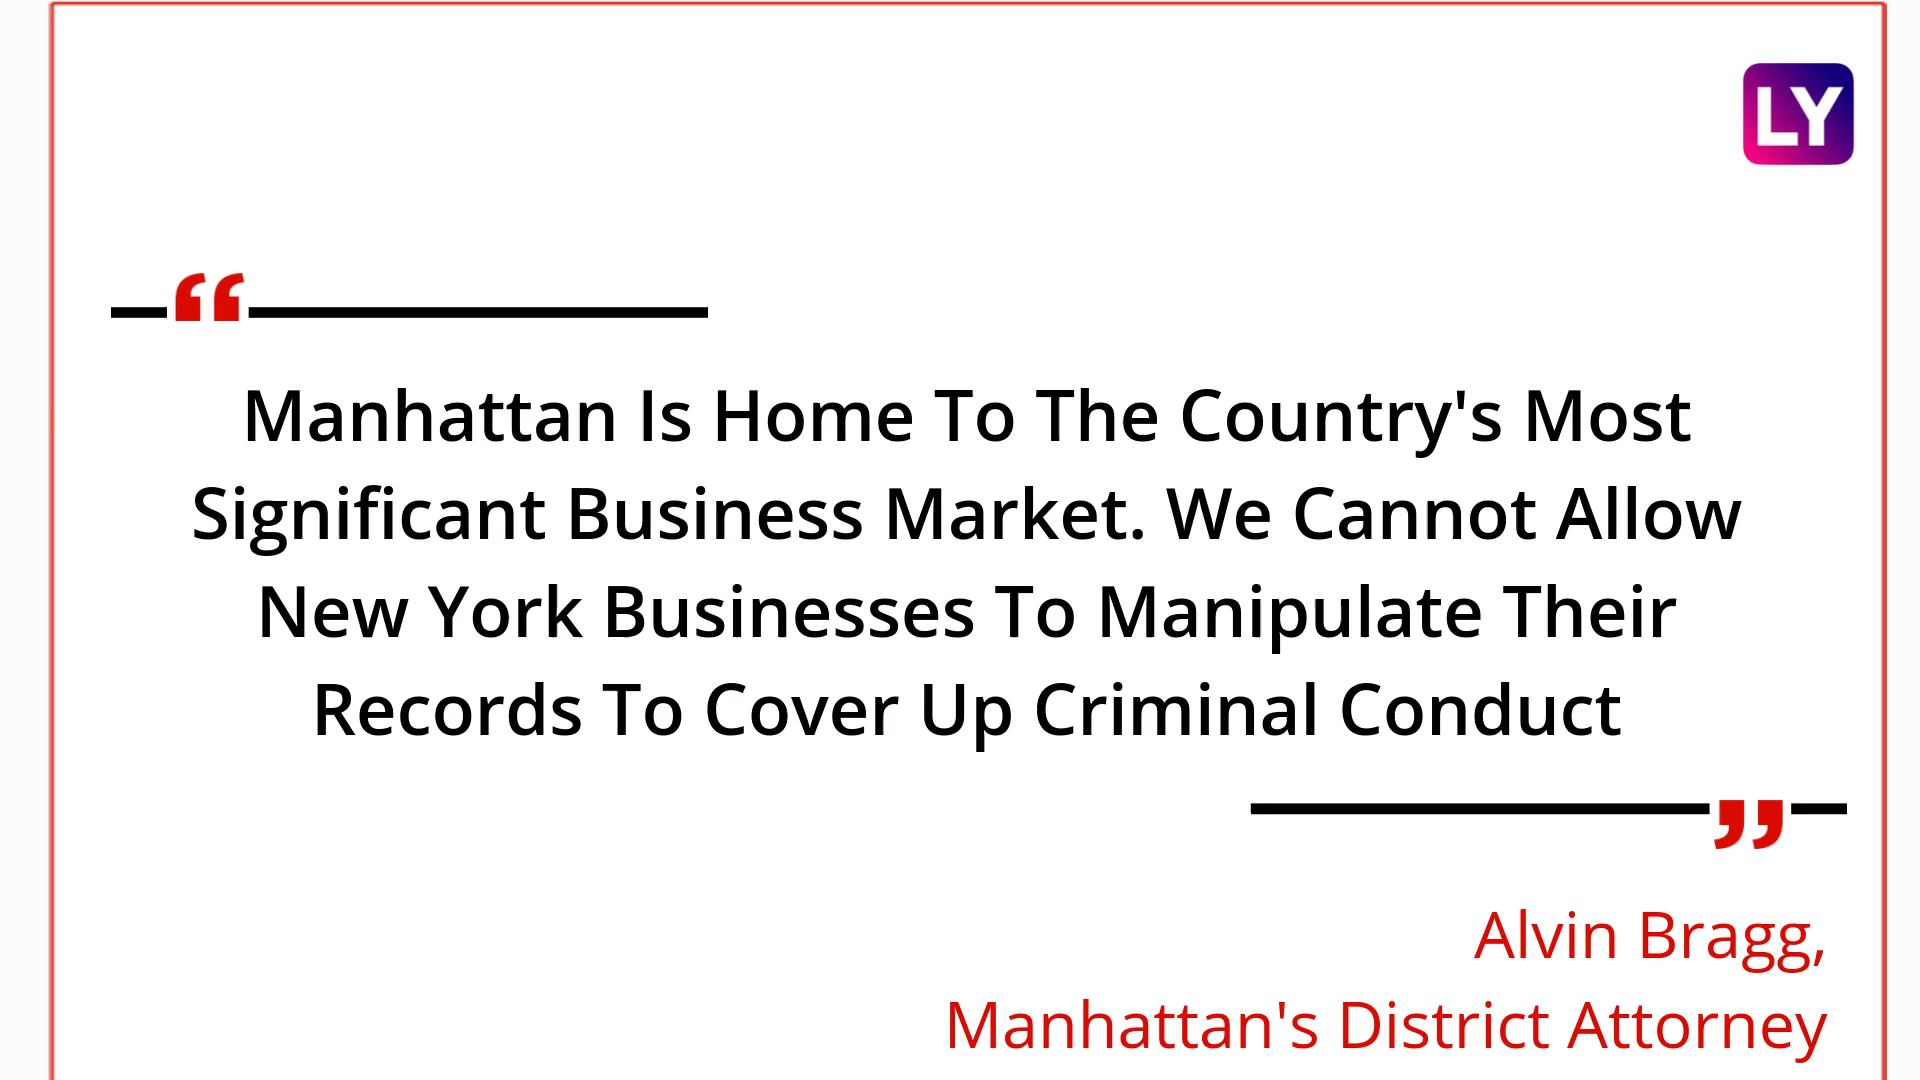 LY
“
Manhattan Is Home To The Country's Most
Significant Business Market. We Cannot Allow
New York Businesses To Manipulate Their
Records To Cover Up Criminal Conduct
”
Alvin Bragg,
Manhattan's District Attorney